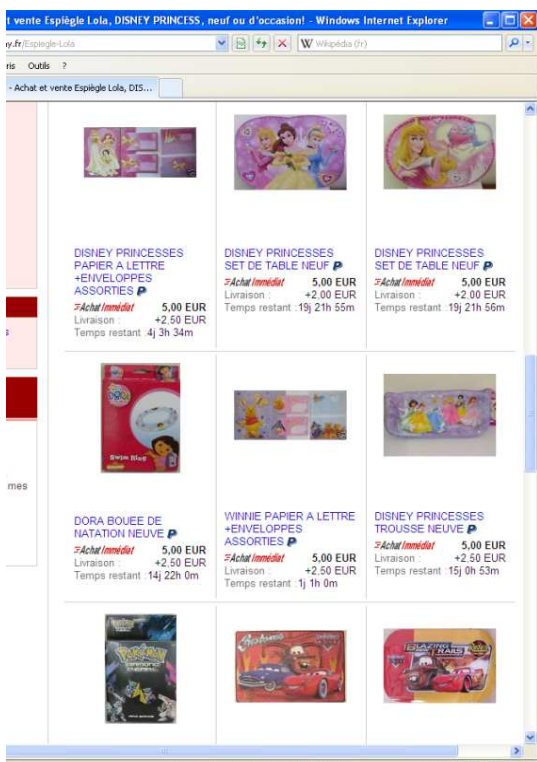 t vente Espiègle Lola, DISNEY PRINCESS, neuf ou d'occasion! - Windows Internet Explorer
y.fr/Espiegle-Lola
Wikipédia (fr)
ris Outils ?
- Achat et vente Espiègle Lola, DIS...
DISNEY PRINCESSES
PAPIER A LETTRE
+ENVELOPPES
ASSORTIES
Achat Immédiat 5,00 EUR
Livraison : +2,50 EUR
Temps restant :4j 3h 34m
DISNEY PRINCESSES
SET DE TABLE NEUF
Achat Immédiat 5,00 EUR
Livraison : +2,00 EUR
Temps restant :19j 21h 55m
DISNEY PRINCESSES
SET DE TABLE NEUF
Achat Immédiat 5,00 EUR
Livraison : +2,00 EUR
Temps restant :19j 21h 56m
s
mes
Swim Ring
DORA BOUEE DE
NATATION NEUVE
Achat Immédiat 5,00 EUR
Livraison : +2,50 EUR
Temps restant :14j 22h 0m
WINNIE PAPIER A LETTRE
+ENVELOPPES
ASSORTIES
Achat Immédiat 5,00 EUR
Livraison : +2,50 EUR
Temps restant :1j 1h 0m
DISNEY PRINCESSES
TROUSSE NEUVE
Achat Immédiat 5,00 EUR
Livraison : +2,50 EUR
Temps restant :15j 0h 53m
POKéMON
BLAZING
TRAILS